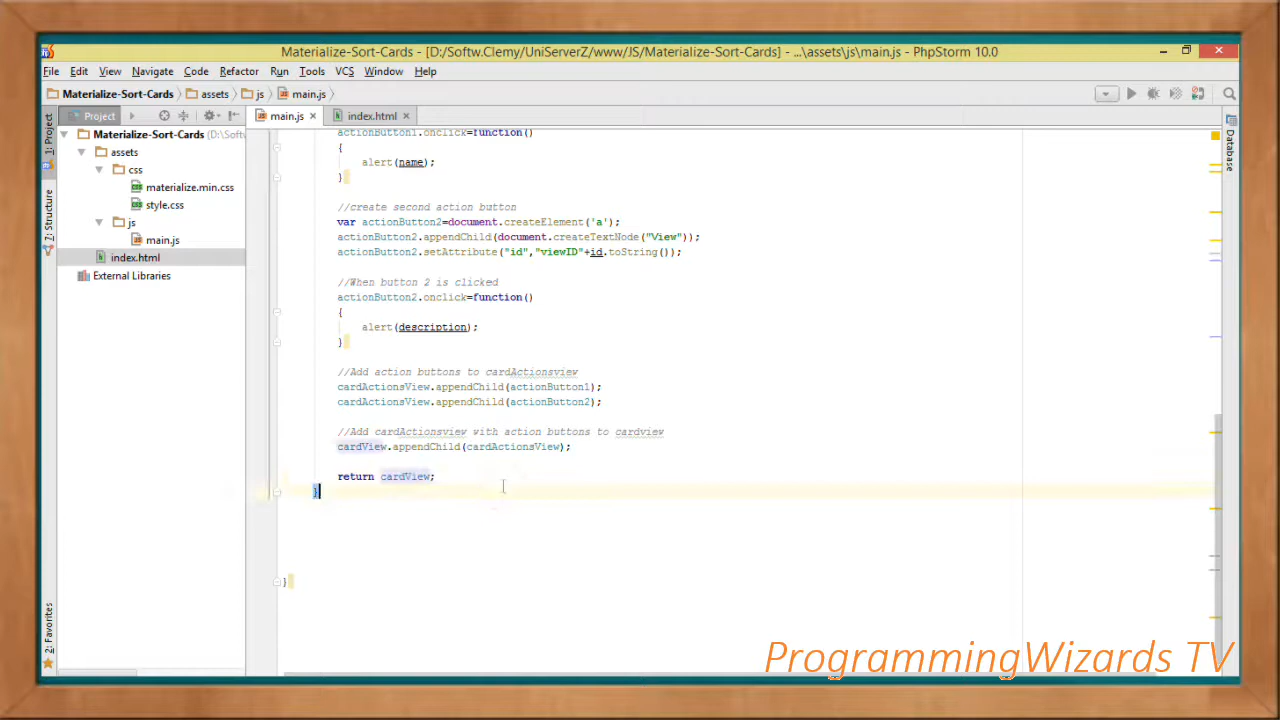 Materialize-Sort-Cards - [D:/Softw.Clemy/UniServerZ/www/JS/Materialize-Sort-Cards] - ...\assets\js\main.js - PhpStorm 10.0
File Edit View Navigate Code Refactor Run Tools VCS Window Help
Materialize-Sort-Cards assets js main.js
1: Project
Project
main.js
index.html
Materialize-Sort-Cards (D:\Softw
assets
css
materialize.min.css
style.css
js
main.js
index.html
External Libraries
7: Structure
2: Favorites
Database
actionButton1.onclick=function()
{
alert(name);
}
//create second action button
var actionButton2=document.createElement('a');
actionButton2.appendChild(document.createTextNode("View"));
actionButton2.setAttribute("id","viewID"+id.toString());
//When button 2 is clicked
actionButton2.onclick=function()
{
alert(description);
}
//Add action buttons to cardActionsview
cardActionsView.appendChild(actionButton1);
cardActionsView.appendChild(actionButton2);
//Add cardActionsview with action buttons to cardview
cardView.appendChild(cardActionsView);
return cardView;
}
}
ProgrammingWizards TV